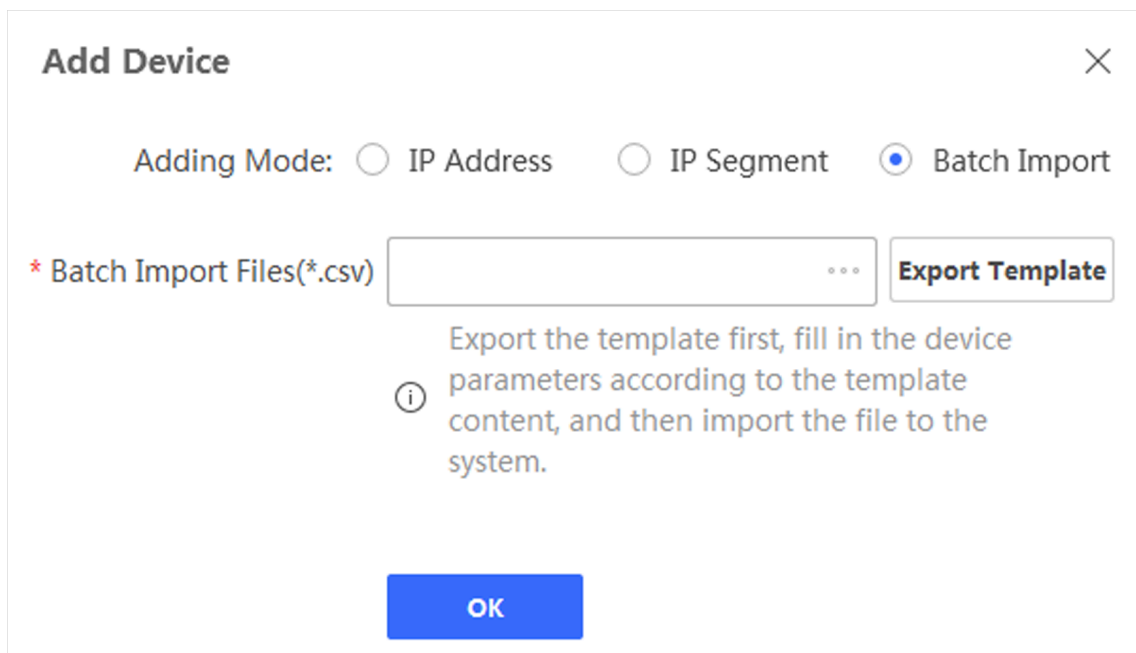 Add Device
Adding Mode: IP Address IP Segment Batch Import
* Batch Import Files(*.csv) Export Template
Export the template first, fill in the device
parameters according to the template
content, and then import the file to the
system.
OK